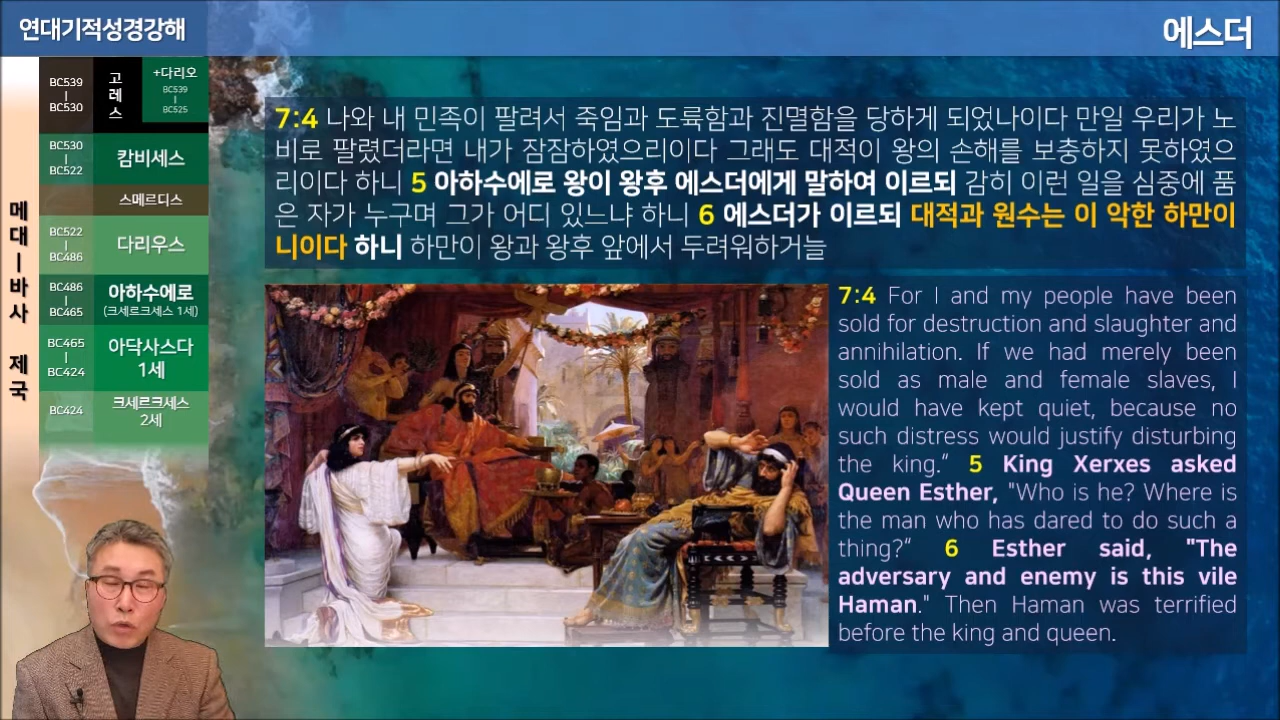 연대기적성경강해
에스더
메대ㅣ바사 제국
BC539
|
BC530
고레스
+다리오
BC539
|
BC525
BC530
|
BC522
캄비세스
스메르디스
BC522
|
BC486
다리우스
BC486
|
BC465
아하수에로
(크세르크세스 1세)
BC465
|
BC424
아닥사스다
1세
BC424
크세르크세스
2세
7:4 나와 내 민족이 팔려서 죽임과 도륙함과 진멸함을 당하게 되었나이다 만일 우리가 노
비로 팔렸더라면 내가 잠잠하였으리이다 그래도 대적이 왕의 손해를 보충하지 못하였으
리이다 하니 5 아하수에로 왕이 왕후 에스더에게 말하여 이르되 감히 이런 일을 심중에 품
은 자가 누구며 그가 어디 있느냐 하니 6 에스더가 이르되 대적과 원수는 이 악한 하만이
니이다 하니 하만이 왕과 왕후 앞에서 두려워하거늘
7:4 For I and my people have been
sold for destruction and slaughter and
annihilation. If we had merely been
sold as male and female slaves, I
would have kept quiet, because no
such distress would justify disturbing
the king.“ 5 King Xerxes asked
Queen Esther, "Who is he? Where is
the man who has dared to do such a
thing?“ 6 Esther said, "The
adversary and enemy is this vile
Haman." Then Haman was terrified
before the king and queen.